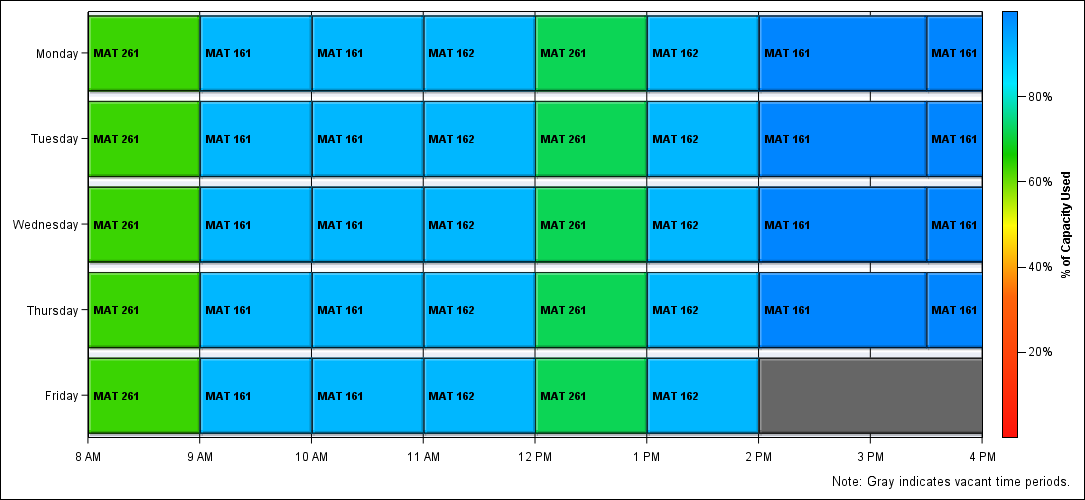 Monday MAT 261 MAT 161 MAT 161 MAT 162 MAT 261 MAT 162 MAT 161 MAT 161
Tuesday MAT 261 MAT 161 MAT 161 MAT 162 MAT 261 MAT 162 MAT 161 MAT 161
Wednesday MAT 261 MAT 161 MAT 161 MAT 162 MAT 261 MAT 162 MAT 161 MAT 161
Thursday MAT 261 MAT 161 MAT 161 MAT 162 MAT 261 MAT 162 MAT 161 MAT 161
Friday MAT 261 MAT 161 MAT 161 MAT 162 MAT 261 MAT 162
8 AM 9 AM 10 AM 11 AM 12 PM 1 PM 2 PM 3 PM 4 PM
80%
60%
40%
20%
% of Capacity Used
Note: Gray indicates vacant time periods.